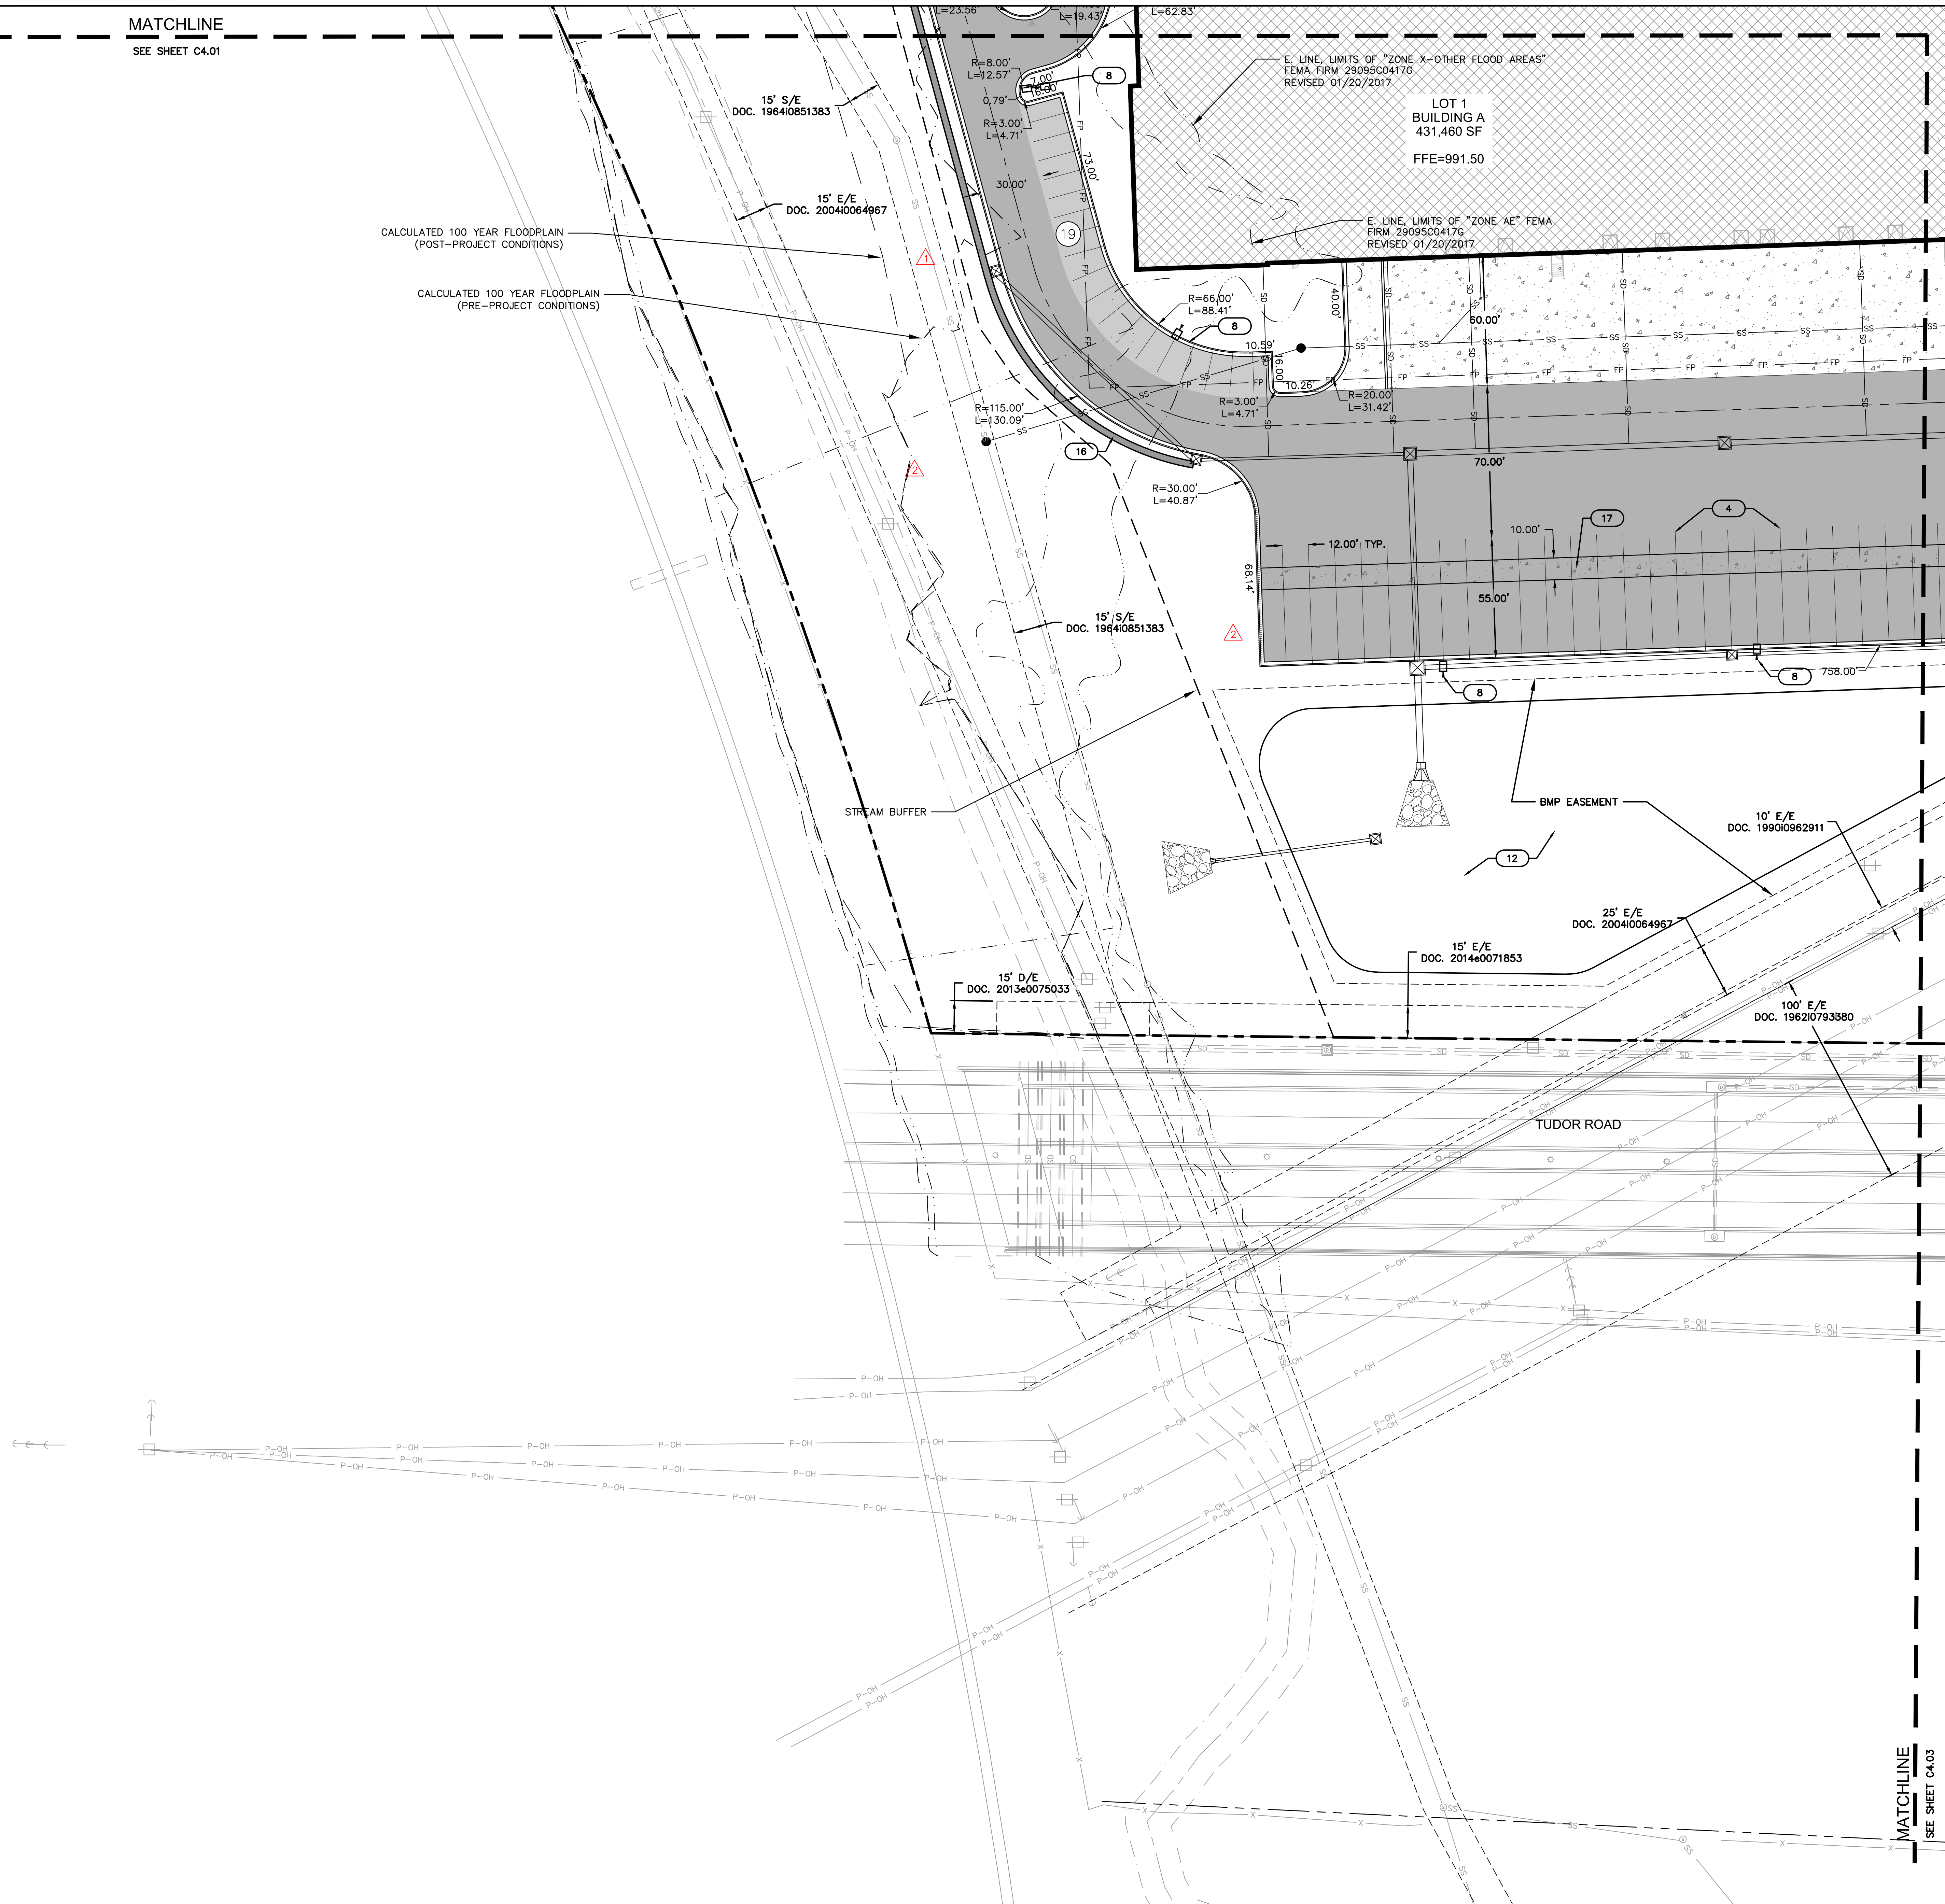 MATCHLINE
SEE SHEET C4.01
L=23.56'
L=19.43'
L=62.83'
R=8.00'
L=12.57'
7.00'
16.00'
8
0.79'
R=3.00'
L=4.71'
73.00'
30.00'
19
15' S/E
DOC. 1964i0851383
15' E/E
DOC. 2004i0064967
CALCULATED 100 YEAR FLOODPLAIN
(POST-PROJECT CONDITIONS)
CALCULATED 100 YEAR FLOODPLAIN
(PRE-PROJECT CONDITIONS)
1
E. LINE, LIMITS OF "ZONE X-OTHER FLOOD AREAS"
FEMA FIRM 29095C0417G
REVISED 01/20/2017
LOT 1
BUILDING A
431,460 SF
FFE=991.50
E. LINE, LIMITS OF "ZONE AE" FEMA
FIRM 29095C0417G
REVISED 01/20/2017
R=66.00'
L=88.41'
8
10.59'
40.00'
60.00'
16.00'
10.26'
R=3.00'
L=4.71'
R=20.00'
L=31.42'
R=115.00'
L=130.09'
16
2
70.00'
R=30.00'
L=40.87'
4
17
10.00'
12.00' TYP.
68.14'
55.00'
15' S/E
DOC. 1964i0851383
2
758.00'
8
8
STREAM BUFFER
BMP EASEMENT
10' E/E
DOC. 1990i0962911
12
25' E/E
DOC. 2004i0064967
15' E/E
DOC. 2014e0071853
15' D/E
DOC. 2013e0075033
100' E/E
DOC. 1962i0793380
TUDOR ROAD
MATCHLINE
SEE SHEET C4.03